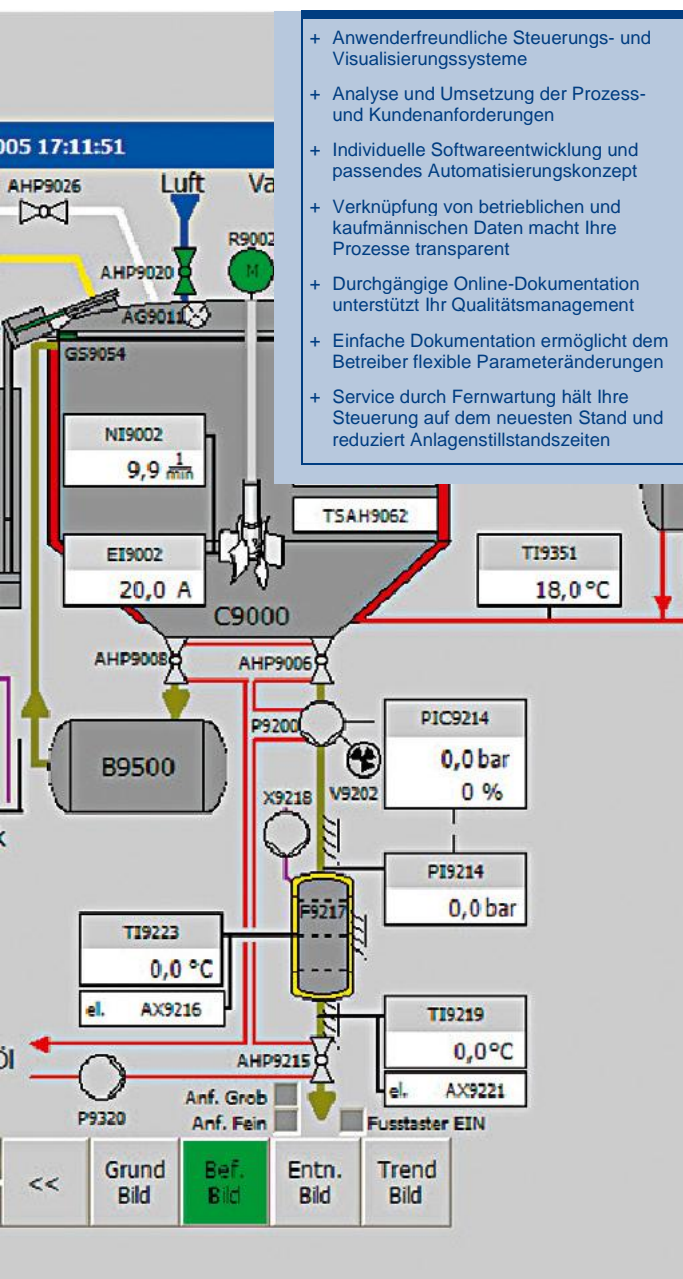 + Anwenderfreundliche Steuerungs- und
Visualisierungssysteme
+ Analyse und Umsetzung der Prozess-
und Kundenanforderungen
+ Individuelle Softwareentwicklung und
passendes Automatisierungskonzept
+ Verknüpfung von betrieblichen und
kaufmännischen Daten macht Ihre
Prozesse transparent
+ Durchgängige Online-Dokumentation
unterstützt Ihr Qualitätsmanagement
+ Einfache Dokumentation ermöglicht dem
Betreiber flexible Parameteränderungen
+ Service durch Fernwartung hält Ihre
Steuerung auf dem neuesten Stand und
reduziert Anlagenstillstandszeiten
005 17:11:51
AHP9026
Luft
Va
R9002
M
AHP9020
AG9011
GS9054
NI9002
9,9 1/min
TSAH9062
EI9002
20,0 A
TI9351
18,0 °C
C9000
AHP9008
AHP9006
P9200
PIC9214
0,0 bar
0 %
B9500
X9218
V9202
PI9214
0,0 bar
F9217
TI9223
0,0 °C
el. AX9216
TI9219
0,0°C
el. AX9221
Öl
AHP9215
P9320
Anf. Grob
Anf. Fein
Fusstaster EIN
<<
Grund
Bild
Bef.
Bild
Entn.
Bild
Trend
Bild